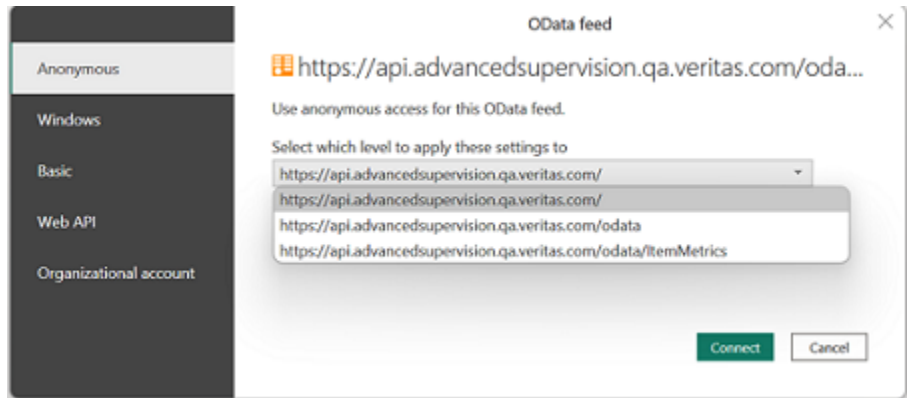 OData feed
https://api.advancedsupervision.qa.veritas.com/oda...
Anonymous
Windows
Basic
Web API
Organizational account
Use anonymous access for this OData feed.
Select which level to apply these settings to
https://api.advancedsupervision.qa.veritas.com/
https://api.advancedsupervision.qa.veritas.com/
https://api.advancedsupervision.qa.veritas.com/odata
https://api.advancedsupervision.qa.veritas.com/odata/ItemMetrics
Connect
Cancel